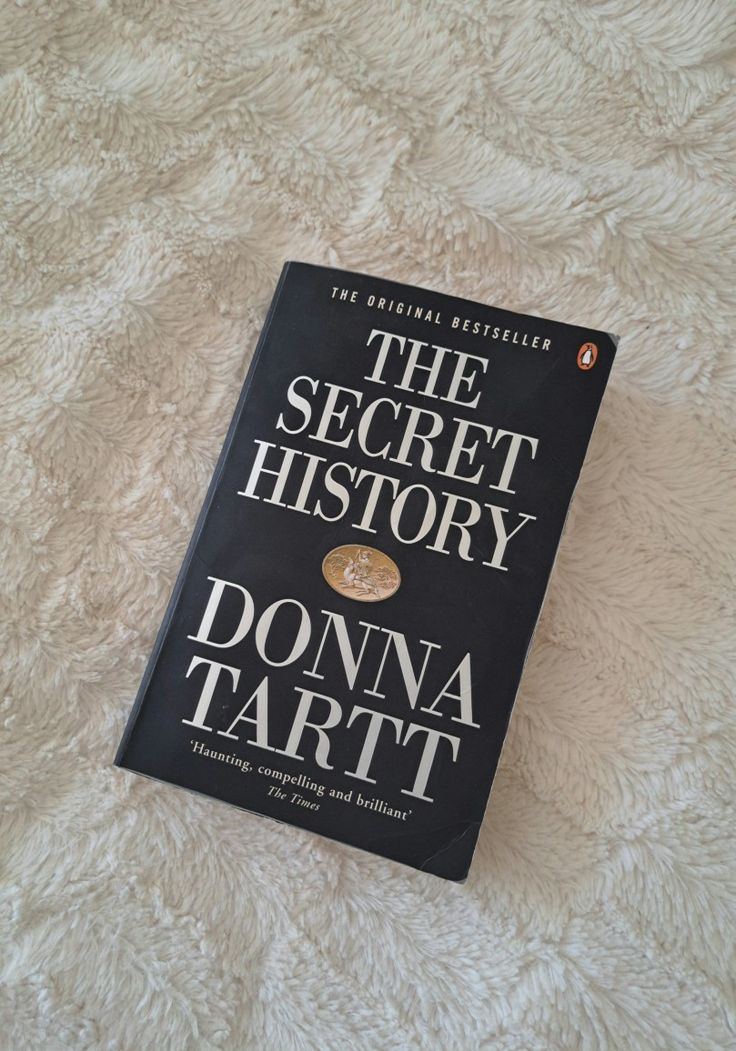 THE ORIGINAL BESTSELLER
THE
SECRET
HISTORY
DONNA
TARTT
‘Haunting, compelling and brilliant’
The Times